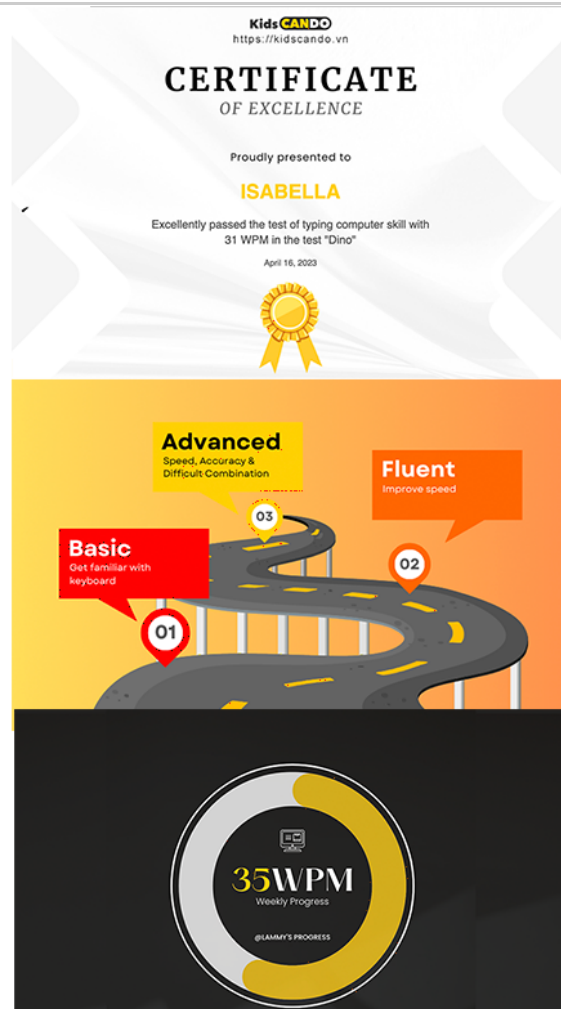 Kids CANDO
https://kidscando.vn
CERTIFICATE
OF EXCELLENCE
Proudly presented to
ISABELLA
Excellently passed the test of typing computer skill with
31 WPM in the test "Dino"
April 16, 2023
Advanced
Speed, Accuracy &
Difficult Combination
03
Fluent
Improve speed
02
Basic
Get familiar with
keyboard
01
35WPM
Weekly Progress
@LAMMY'S PROGRESS